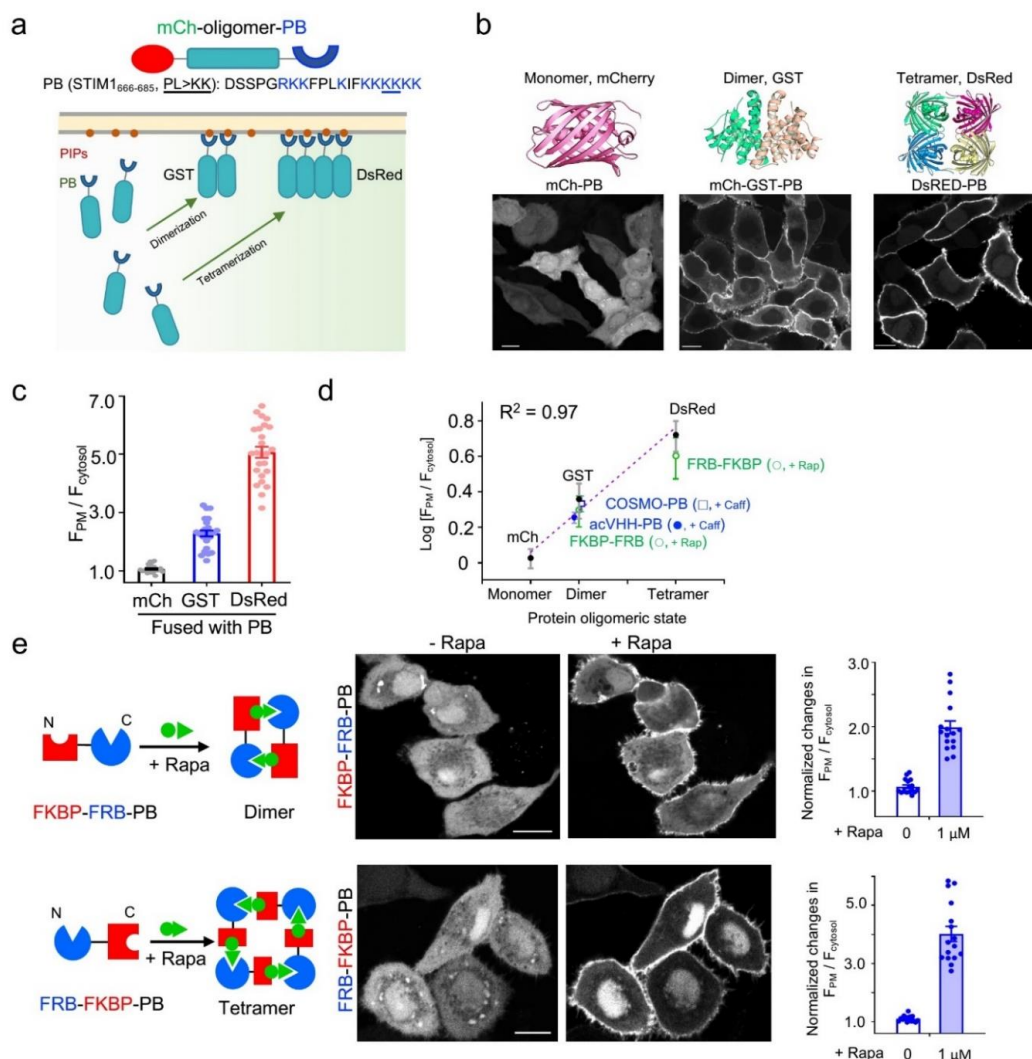 a
mCh-oligomer-PB
PB (STIM1666-685, PL>KK): DSSPGRKKFPLKIFKKKKKK
PIPs
PB
GST
DsRed
Dimerization
Tetramerization
b
Monomer, mCherry
Dimer, GST
Tetramer, DsRed
mCh-PB
mCh-GST-PB
DsRED-PB
c
FPM / Fcytosol
7.0
5.0
3.0
1.0
mCh GST DsRed
Fused with PB
d
R2 = 0.97
Log [FPM / Fcytosol]
0.8
0.6
0.4
0.2
0
mCh
GST
DsRed
FRB-FKBP (○, + Rap)
COSMO-PB (□, + Caff)
acVHH-PB (●, + Caff)
FKBP-FRB (○, + Rap)
Monomer Dimer Tetramer
Protein oligomeric state
e
- Rapa
+ Rapa
N
C
+ Rapa
FKBP-FRB-PB
Dimer
FKBP-FRB-PB
Normalized changes in
FPM / Fcytosol
3.0
2.0
1.0
+ Rapa 0 1 μM
N
C
+ Rapa
FRB-FKBP-PB
Tetramer
FRB-FKBP-PB
Normalized changes in
FPM / Fcytosol
5.0
3.0
1.0
+ Rapa 0 1 μM